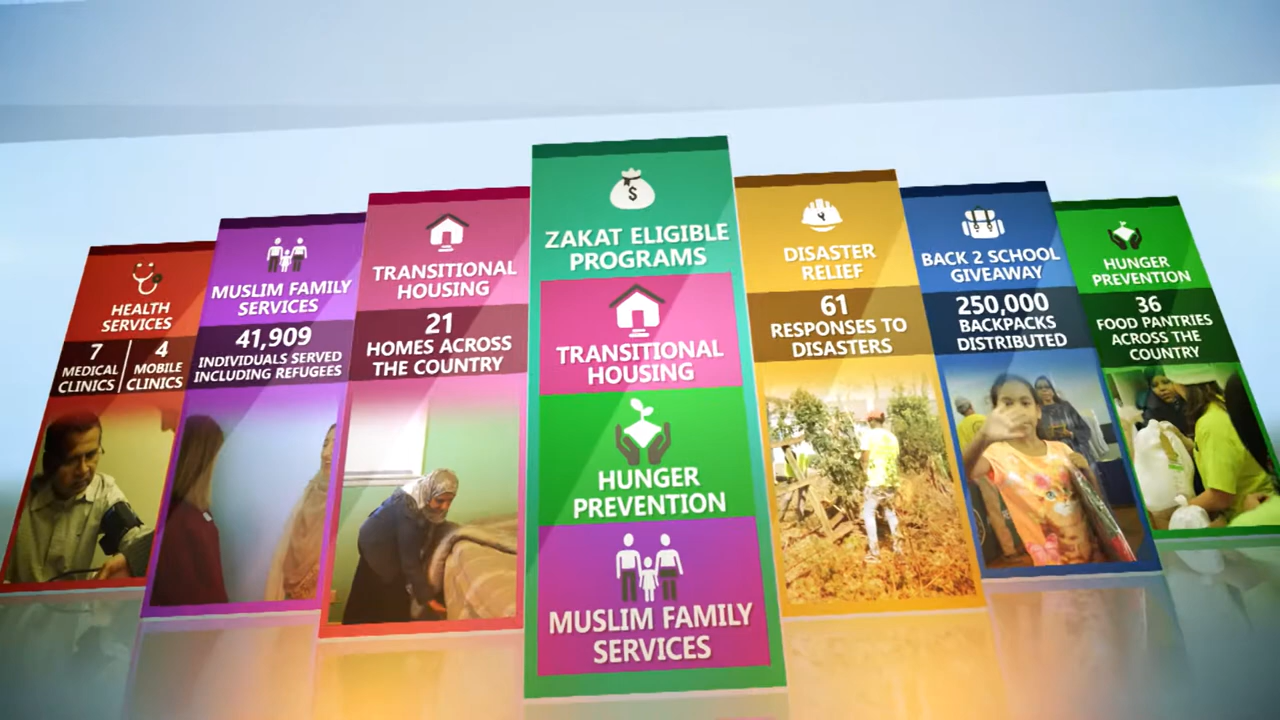 HEALTH
SERVICES
7
MEDICAL
CLINICS
4
MOBILE
CLINICS
MUSLIM FAMILY
SERVICES
41,909
INDIVIDUALS SERVED
INCLUDING REFUGEES
TRANSITIONAL
HOUSING
21
HOMES ACROSS
THE COUNTRY
$
ZAKAT ELIGIBLE
PROGRAMS
TRANSITIONAL
HOUSING
HUNGER
PREVENTION
MUSLIM FAMILY
SERVICES
DISASTER
RELIEF
61
RESPONSES TO
DISASTERS
BACK 2 SCHOOL
GIVEAWAY
250,000
BACKPACKS
DISTRIBUTED
HUNGER
PREVENTION
36
FOOD PANTRIES
ACROSS THE
COUNTRY